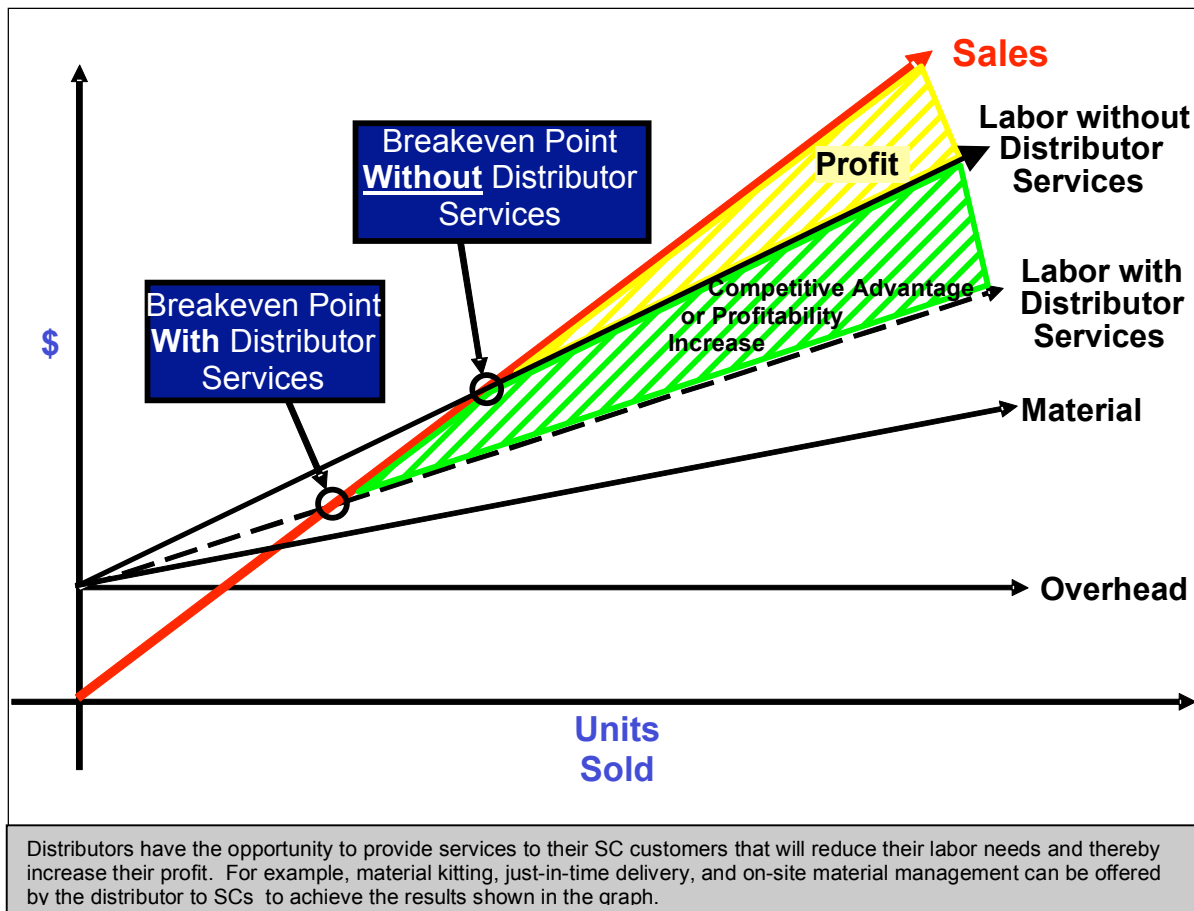 Sales
Labor without
Distributor
Services
Breakeven Point
Without Distributor
Services
Profit
Breakeven Point
With Distributor
Services
Competitive Advantage
or Profitability
Increase
Labor with
Distributor
Services
$
Material
Overhead
Units
Sold
Distributors have the opportunity to provide services to their SC customers that will reduce their labor needs and thereby
increase their profit.  For example, material kitting, just-in-time delivery, and on-site material management can be offered
by the distributor to SCs  to achieve the results shown in the graph.